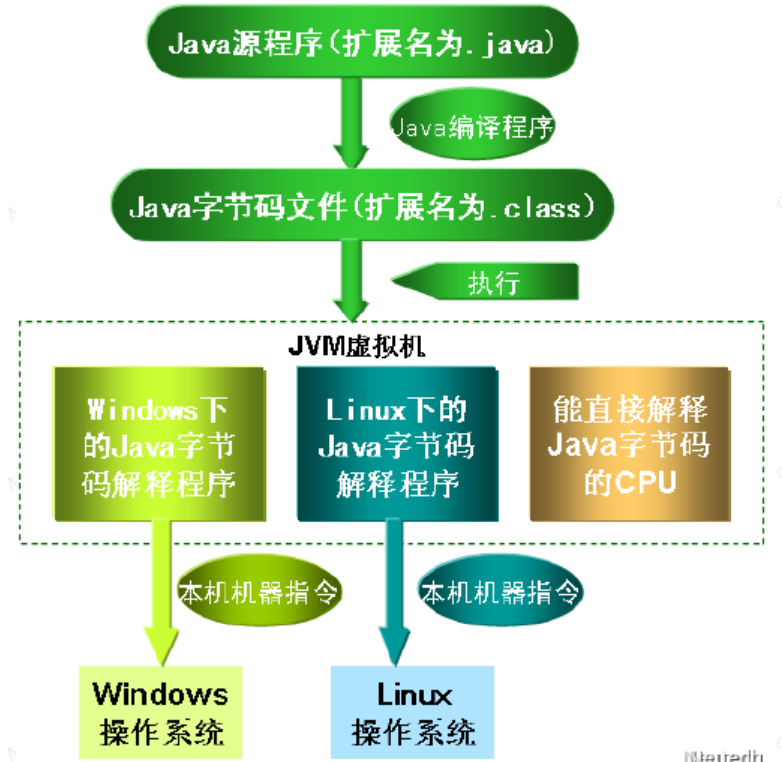 Java源程序(扩展名为.java)
Java编译程序
Java字节码文件(扩展名为.class)
执行
JVM虚拟机
Windows下
的Java字节
码解释程序
Linux下的
Java字节码
解释程序
能直接解释
Java字节码
的CPU
本机机器指令
本机机器指令
Windows
操作系统
Linux
操作系统